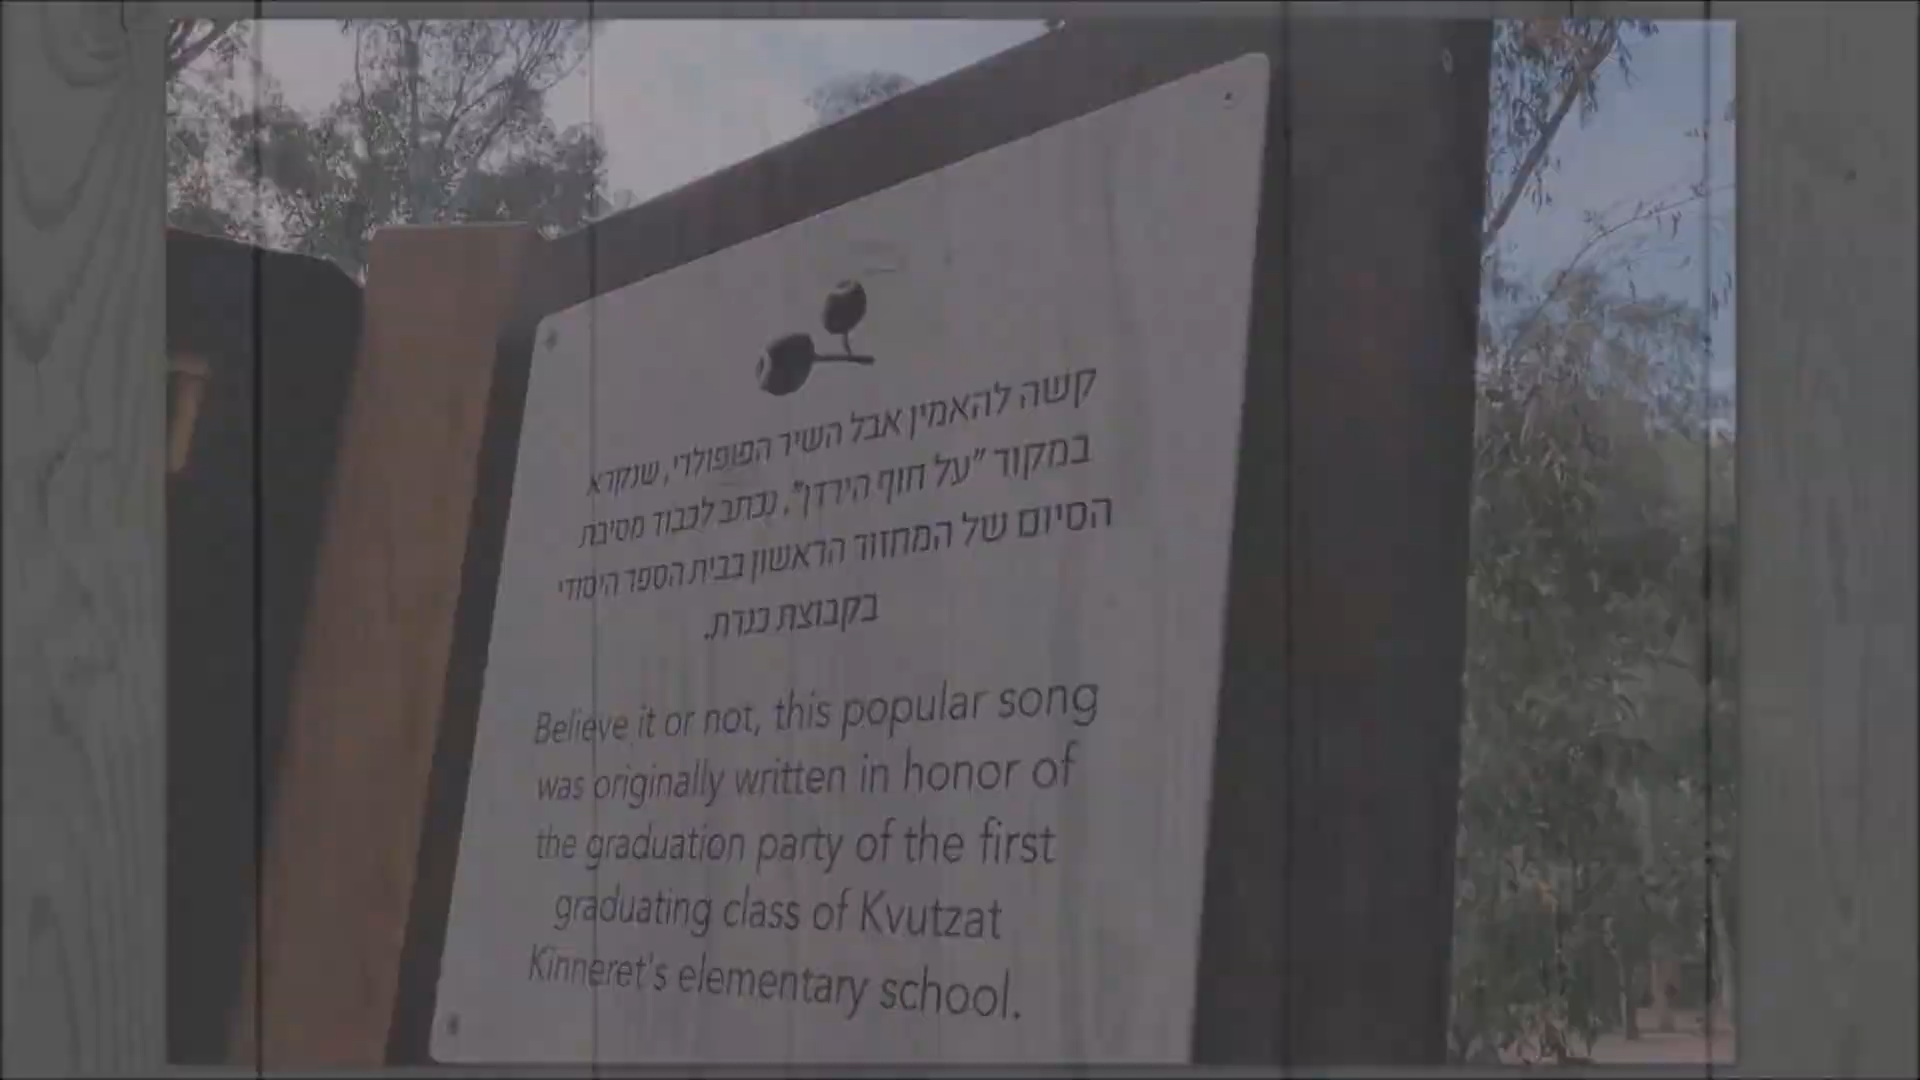 קשה להאמין אבל השיר הפופולרי, שנקרא
במקור "על חוף הירדן", נכתב לכבוד מסיבת
הסיום של המחזור הראשון בבית הספר היסודי
בקבוצת כנרת.
Believe it or not, this popular song
was originally written in honor of
the graduation party of the first
graduating class of Kvutzat
Kinneret's elementary school.